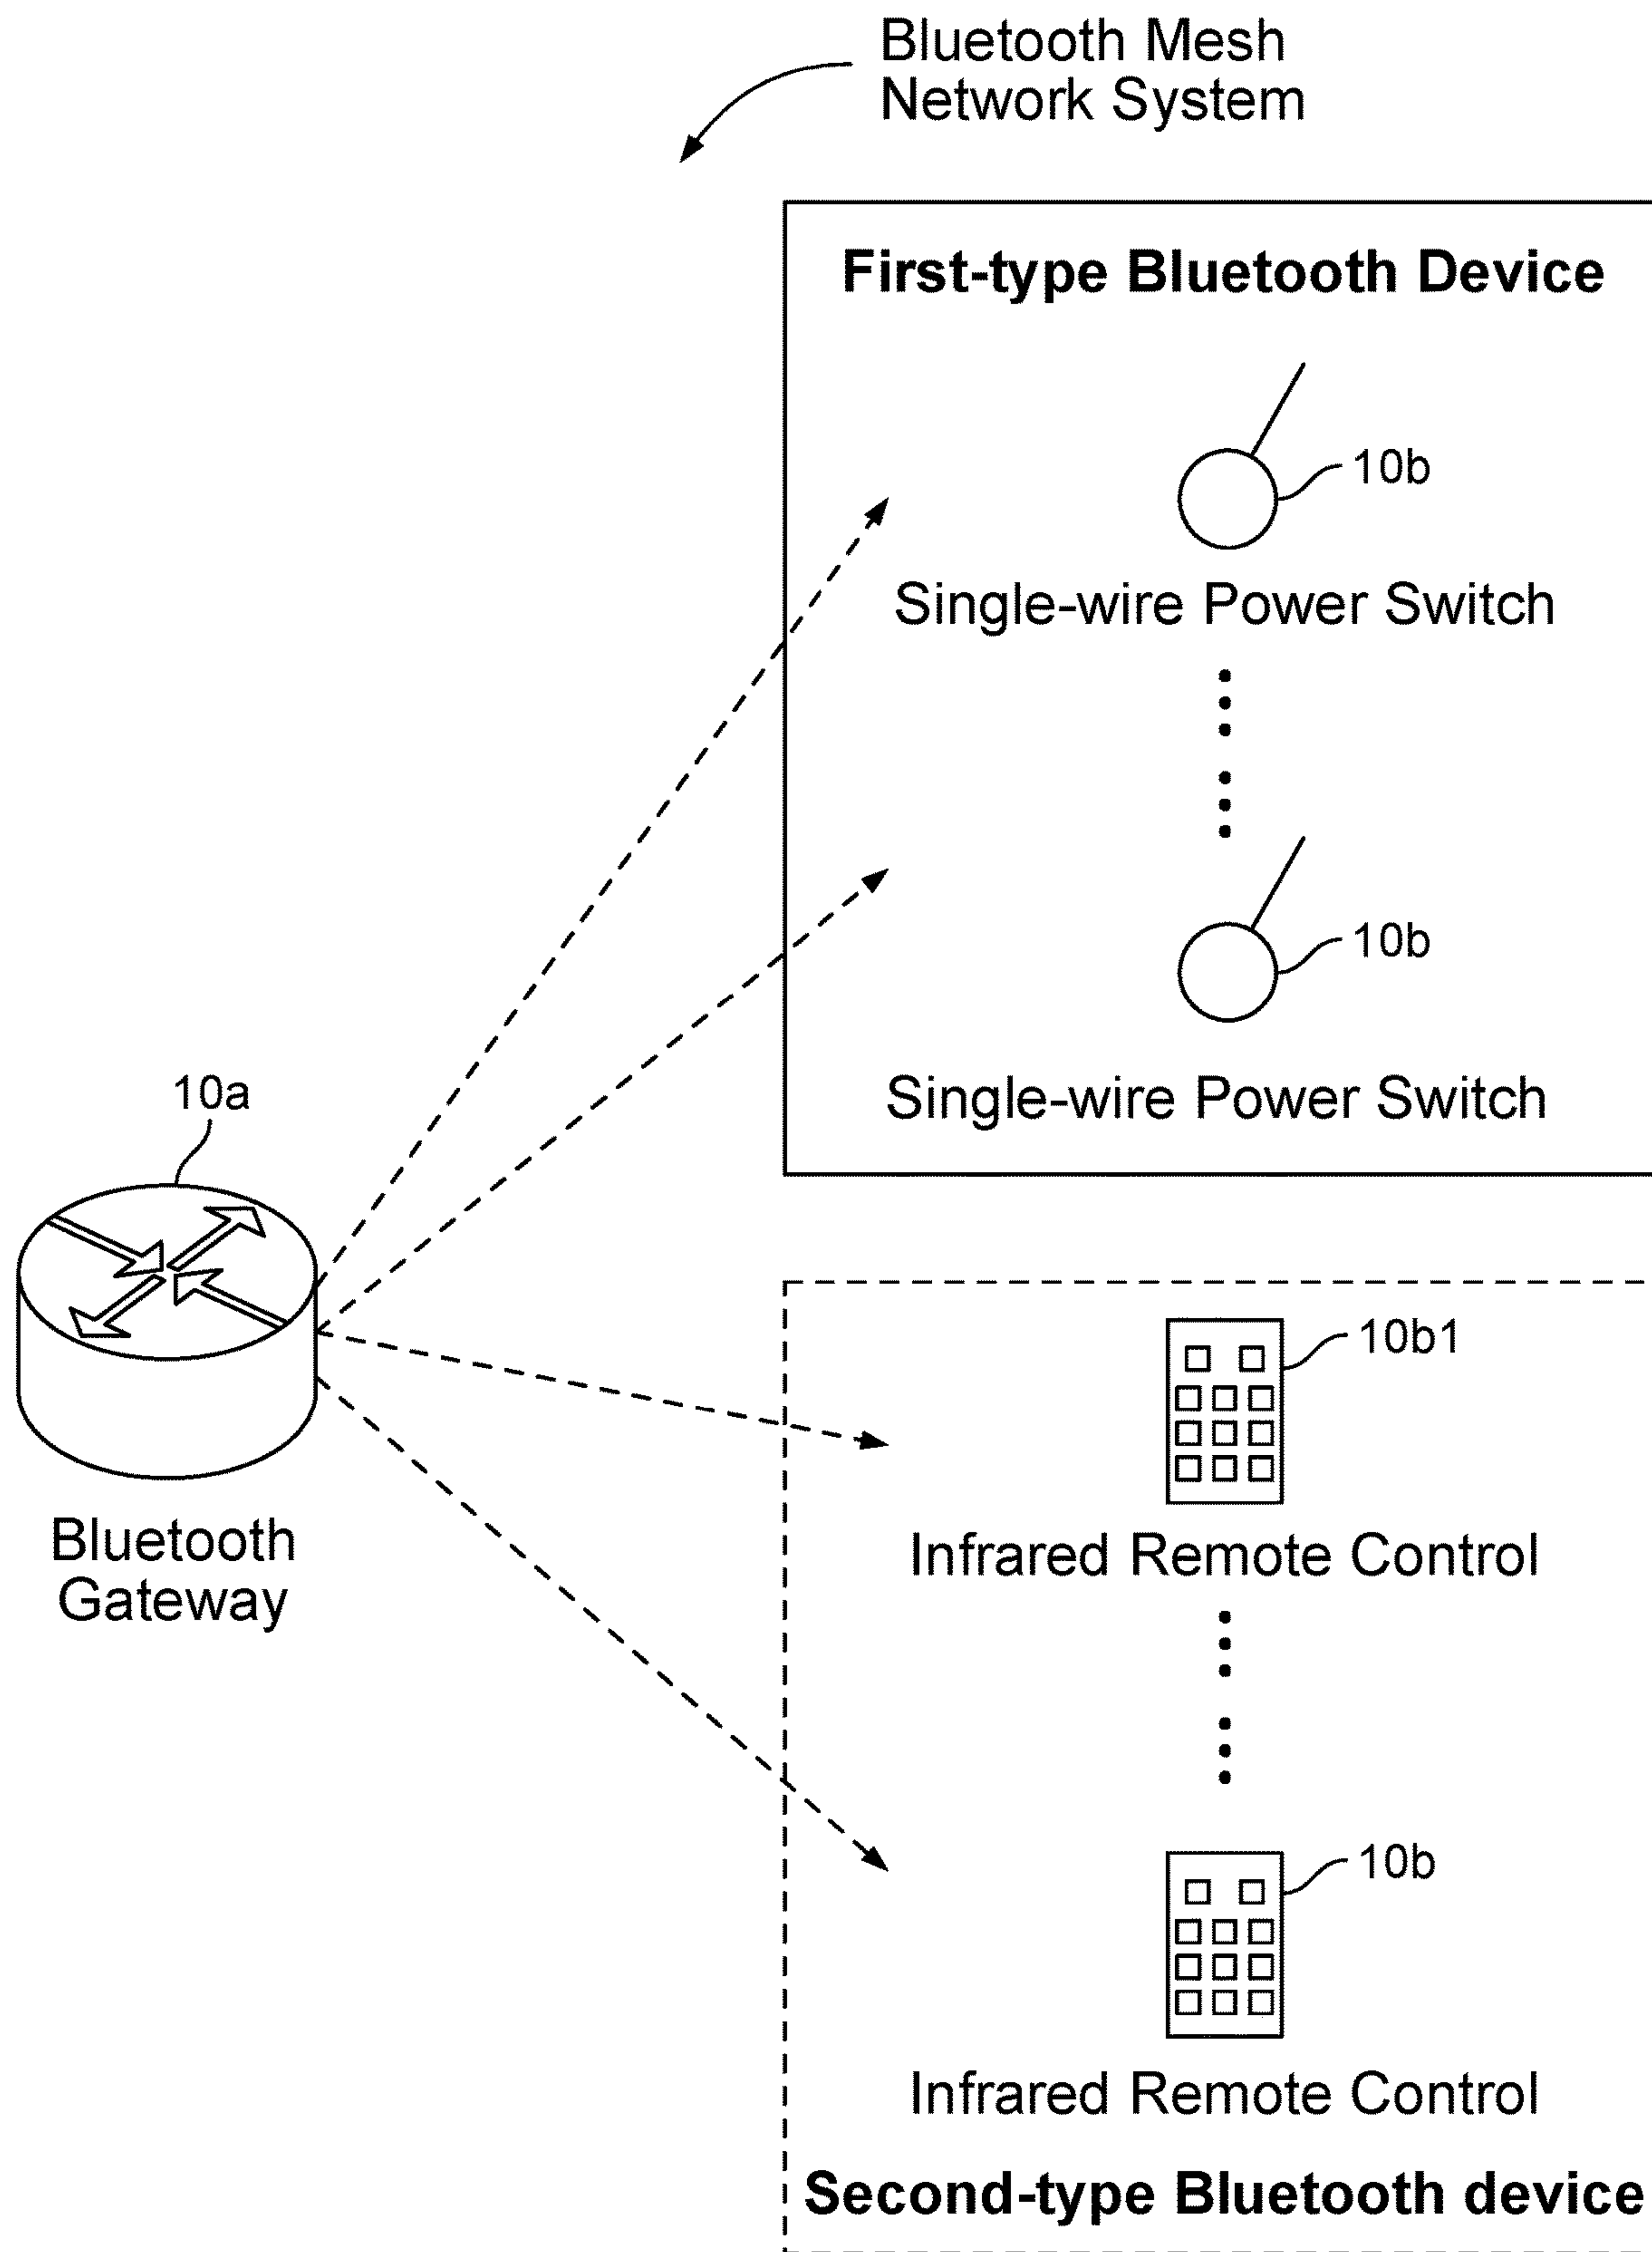 Bluetooth Mesh
Network System
First-type Bluetooth Device
10b
Single-wire Power Switch
10b
Single-wire Power Switch
10a
Bluetooth
Gateway
10b1
Infrared Remote Control
10b
Infrared Remote Control
Second-type Bluetooth device